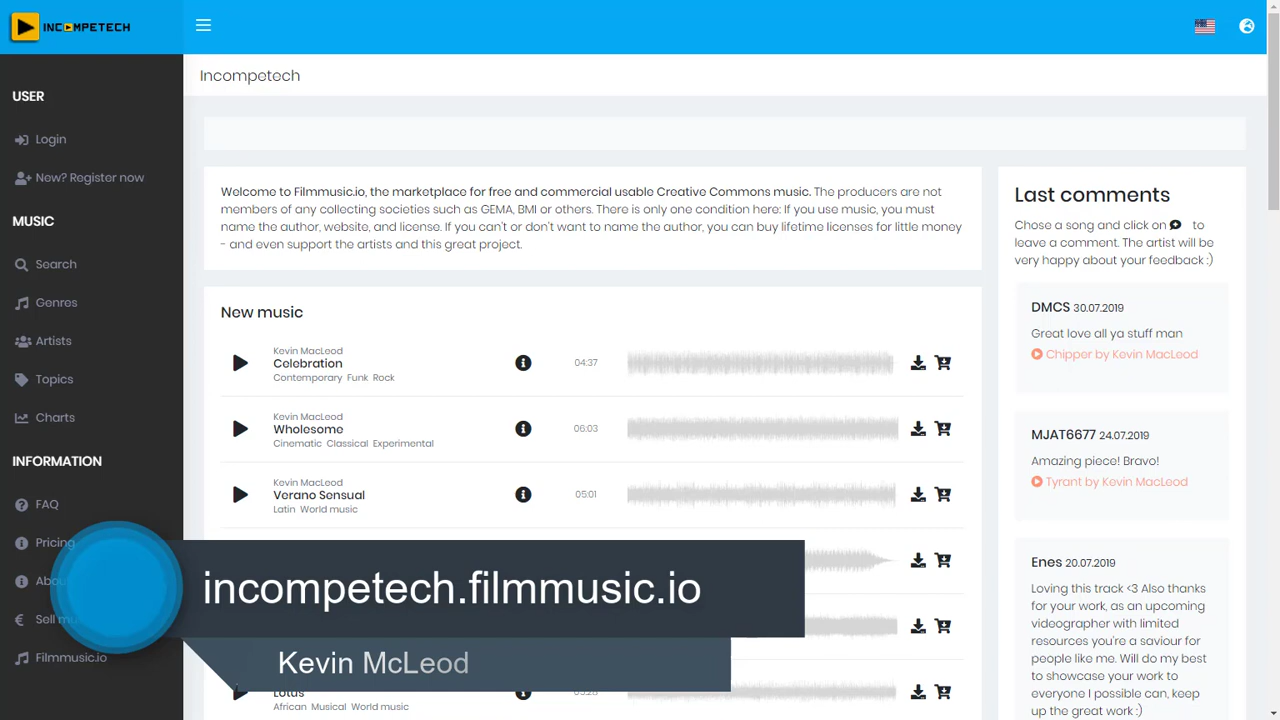 INCOMPETECH
Incompetech
USER
Login
New? Register now
MUSIC
Search
Genres
Artists
Topics
Charts
INFORMATION
FAQ
Pricing
Filmmusic.io
Welcome to Filmmusic.io, the marketplace for free and commercial usable Creative Commons music. The producers are not
members of any collecting societies such as GEMA, BMI or others. There is only one condition here: If you use music, you must
name the author, website, and license. If you can't or don't want to name the author, you can buy lifetime licenses for little money
- and even support the artists and this great project.
New music
Kevin MacLeod
Celebration
Contemporary Funk Rock
04:37
Kevin MacLeod
Wholesome
Cinematic Classical Experimental
06:03
Kevin MacLeod
Verano Sensual
Latin World music
05:01
Lotus
African Musical World music
Last comments
Chose a song and click on to
leave a comment. The artist will be
very happy about your feedback :)
DMCS 30.07.2019
Great love all ya stuff man
Chipper by Kevin MacLeod
MJAT6677 24.07.2019
Amazing piece! Bravo!
Tyrant by Kevin MacLeod
Enes 20.07.2019
Loving this track <3 Also thanks
for your work, as an upcoming
videographer with limited
resources you're a saviour for
people like me. Will do my best
to showcase your work to
everyone I possible can, keep
up the great work :)
incompetech.filmmusic.io
Kevin McLeod